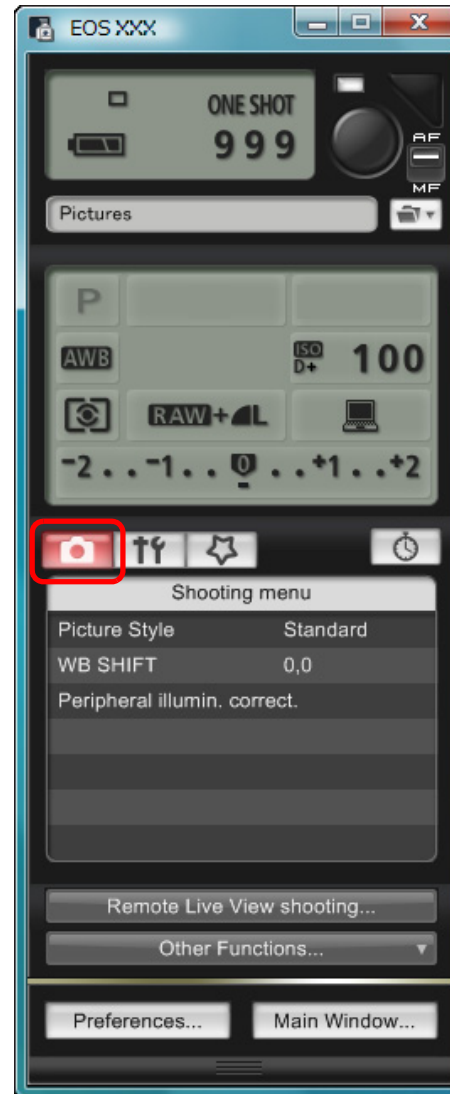 EOS XXX
ONE SHOT
999
AF
MF
Pictures
P
AWB
ISO D+ 100
RAW+L
-2..-1..0..+1..+2
Shooting menu
Picture Style Standard
WB SHIFT 0,0
Peripheral illumin. correct.
Remote Live View shooting...
Other Functions...
Preferences... Main Window...